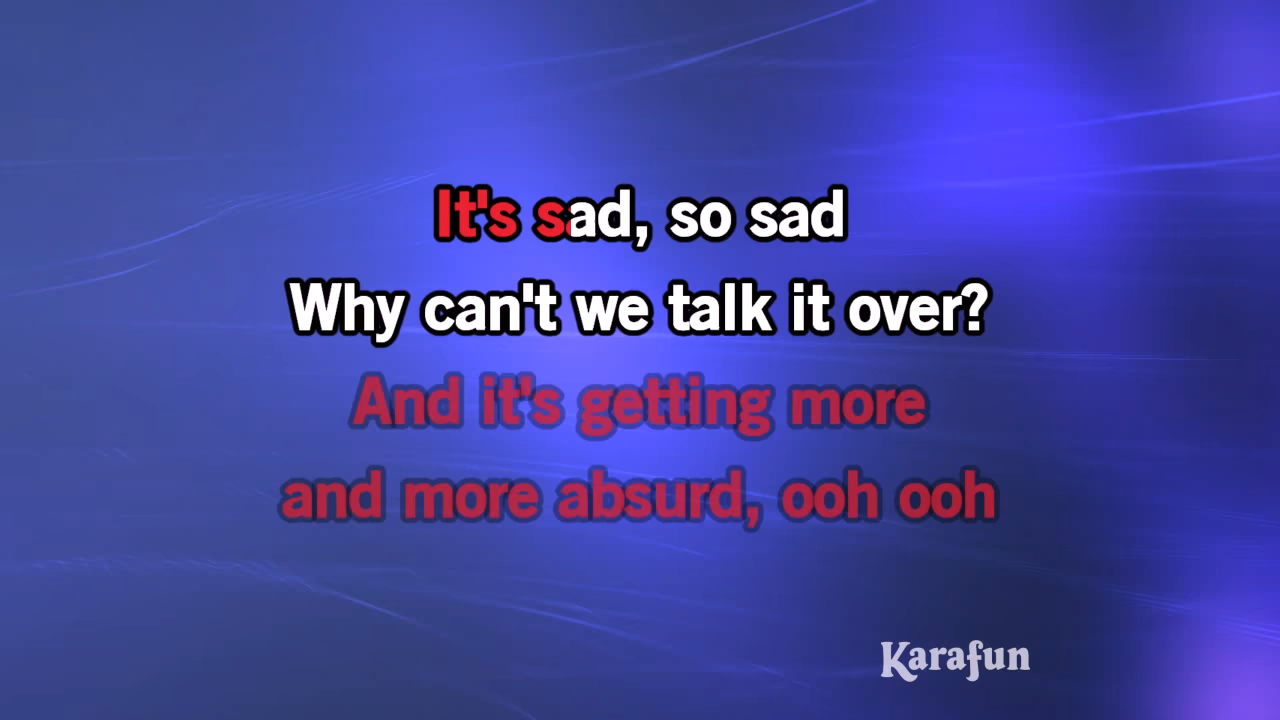 It's sad, so sad
Why can't we talk it over?
And it's getting more
and more absurd, ooh ooh
Karafun